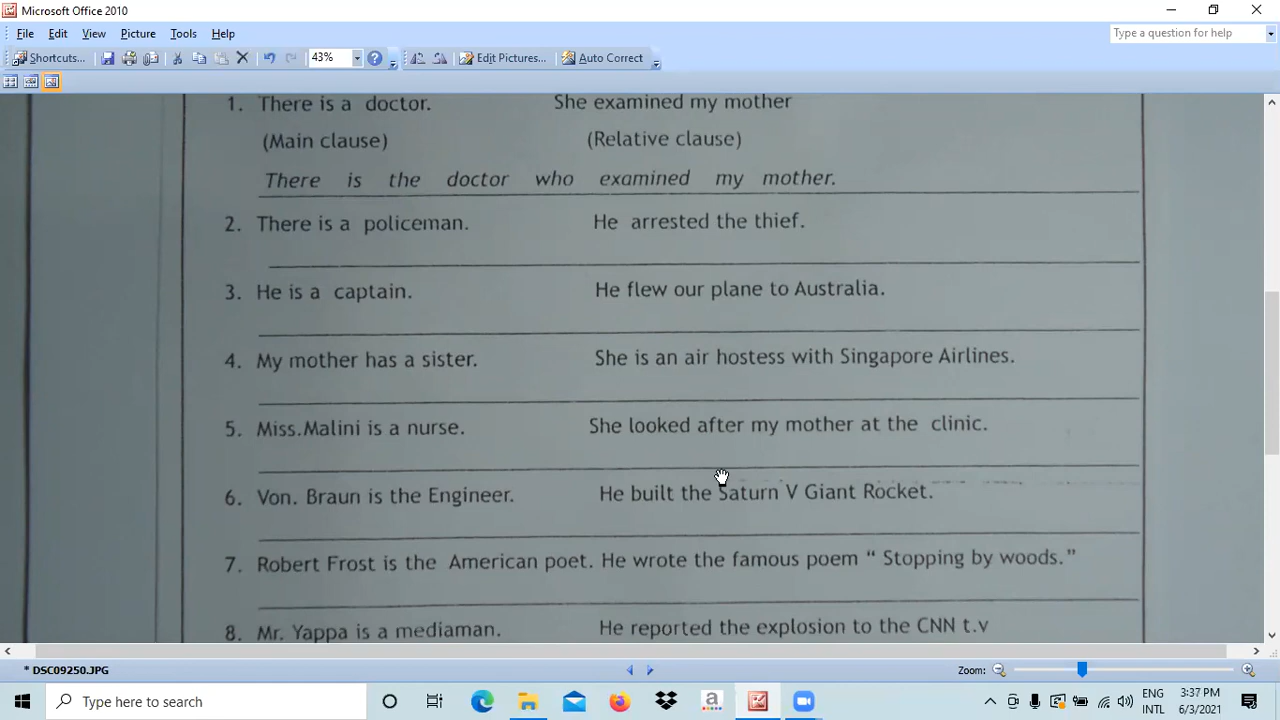 Microsoft Office 2010
File Edit View Picture Tools Help
Type a question for help
Shortcuts... 43% Edit Pictures... Auto Correct
1. There is a doctor. She examined my mother
(Main clause) (Relative clause)
There is the doctor who examined my mother.
2. There is a policeman. He arrested the thief.
3. He is a captain. He flew our plane to Australia.
4. My mother has a sister. She is an air hostess with Singapore Airlines.
5. Miss.Malini is a nurse. She looked after my mother at the clinic.
6. Von. Braun is the Engineer. He built the Saturn V Giant Rocket.
7. Robert Frost is the American poet. He wrote the famous poem “ Stopping by woods.”
8. Mr. Yappa is a mediaman. He reported the explosion to the CNN t.v
* DSC09250.JPG Zoom:
Type here to search
ENG 3:37 PM
INTL 6/3/2021